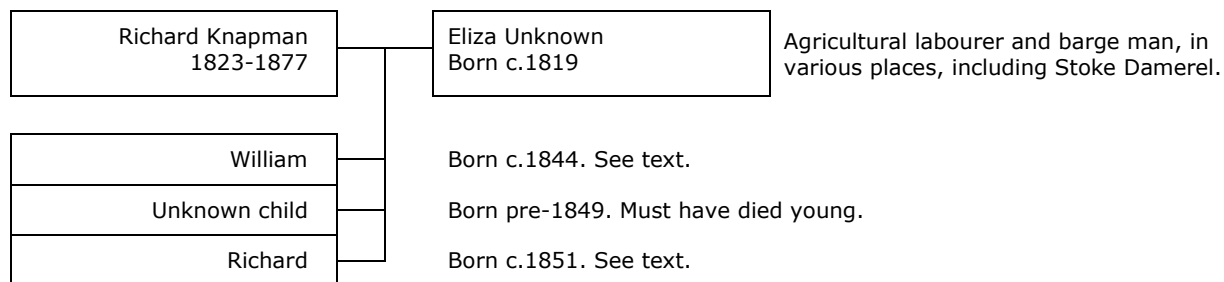 Richard Knapman
1823-1877
Eliza Unknown
Born c.1819
Agricultural labourer and barge man, in
various places, including Stoke Damerel.
William
Born c.1844. See text.
Unknown child
Born pre-1849. Must have died young.
Richard
Born c.1851. See text.